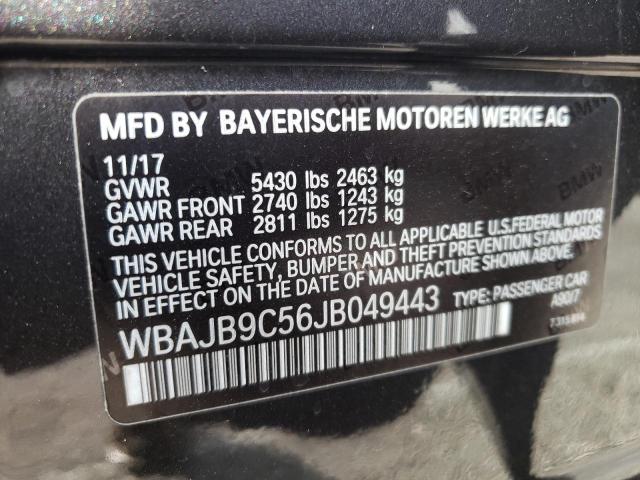 MFD BY BAYERISCHE MOTOREN WERKE AG
11/17
GVWR 5430 lbs 2463 kg
GAWR FRONT 2740 lbs 1243 kg
GAWR REAR 2811 lbs 1275 kg
THIS VEHICLE CONFORMS TO ALL APPLICABLE U.S.FEDERAL MOTOR
VEHICLE SAFETY, BUMPER AND THEFT PREVENTION STANDARDS
IN EFFECT ON THE DATE OF MANUFACTURE SHOWN ABOVE.
WBAJB9C56JB049443 TYPE: PASSENGER CAR
A90/7